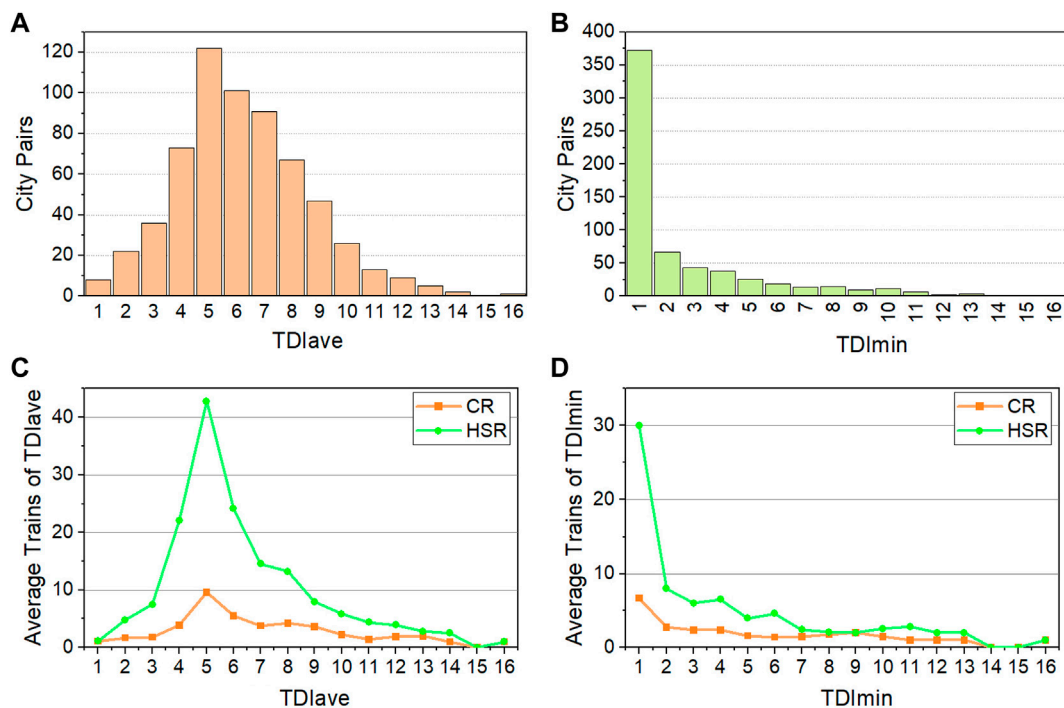 A
City Pairs
120
100
80
60
40
20
0
1 2 3 4 5 6 7 8 9 10 11 12 13 14 15 16
TDIave
B
City Pairs
400
350
300
250
200
150
100
50
0
1 2 3 4 5 6 7 8 9 10 11 12 13 14 15 16
TDImin
C
Average Trains of TDIave
40
30
20
10
0
CR
HSR
1 2 3 4 5 6 7 8 9 10 11 12 13 14 15 16
TDIave
D
Average Trains of TDImin
30
20
10
0
CR
HSR
1 2 3 4 5 6 7 8 9 10 11 12 13 14 15 16
TDImin